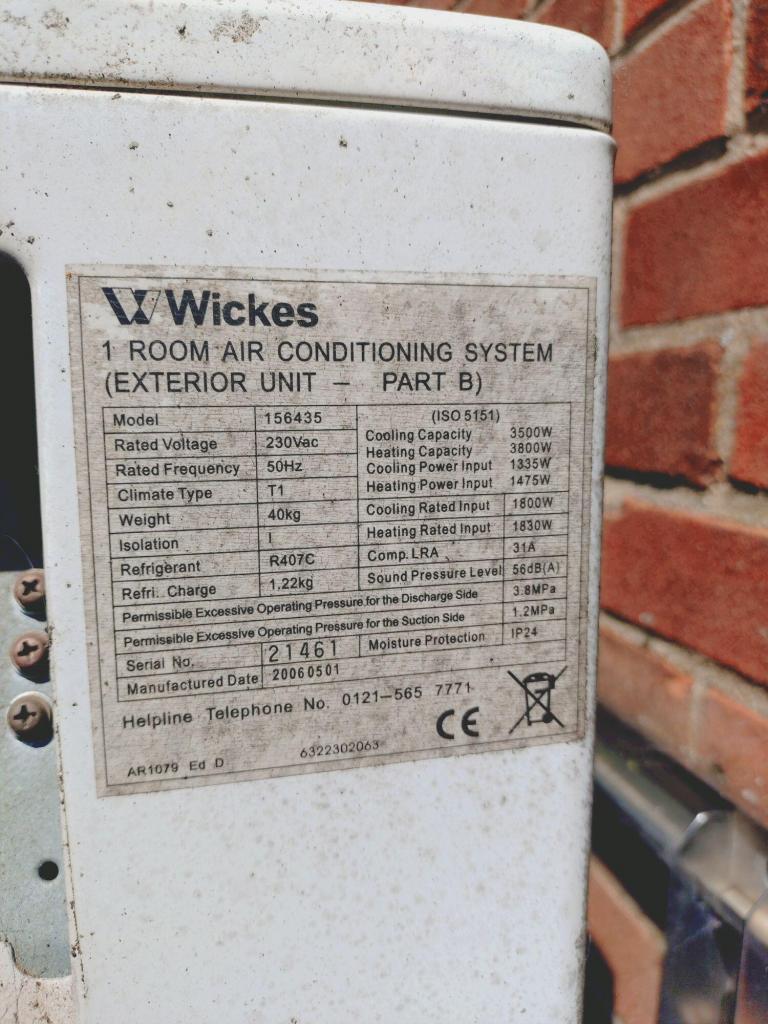 Wickes
1 ROOM AIR CONDITIONING SYSTEM
(EXTERIOR UNIT – PART B)
Model 156435
Rated Voltage 230Vac
Rated Frequency 50Hz
Climate Type T1
Weight 40kg
Isolation I
Refrigerant R407C
Refri. Charge 1.22kg
(ISO 5151)
Cooling Capacity 3500W
Heating Capacity 3800W
Cooling Power Input 1335W
Heating Power Input 1475W
Cooling Rated Input 1800W
Heating Rated Input 1830W
Comp. LRA 31A
Sound Pressure Level 56dB(A)
Permissible Excessive Operating Pressure for the Discharge Side 3.8MPa
Permissible Excessive Operating Pressure for the Suction Side 1.2MPa
Serial No. 21461 Moisture Protection IP24
Manufactured Date 20060501
Helpline Telephone No. 0121–565 7771
CE
AR1079 Ed D 6322302063